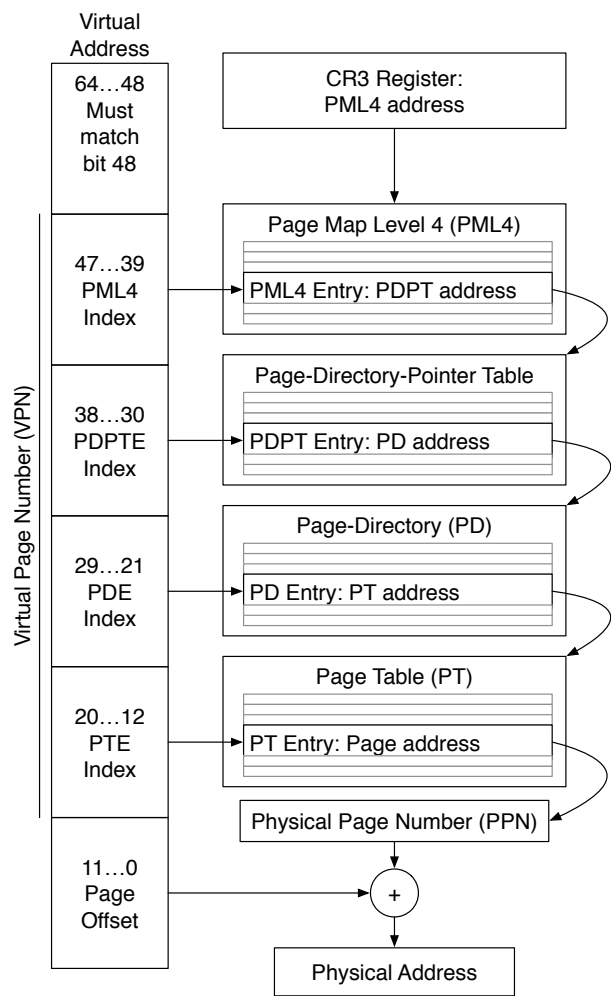 Virtual
Address
64...48
Must
match
bit 48
CR3 Register:
PML4 address
Virtual Page Number (VPN)
47...39
PML4
Index
Page Map Level 4 (PML4)
PML4 Entry: PDPT address
38...30
PDPTE
Index
Page-Directory-Pointer Table
PDPT Entry: PD address
29...21
PDE
Index
Page-Directory (PD)
PD Entry: PT address
20...12
PTE
Index
Page Table (PT)
PT Entry: Page address
Physical Page Number (PPN)
11...0
Page
Offset
+
Physical Address